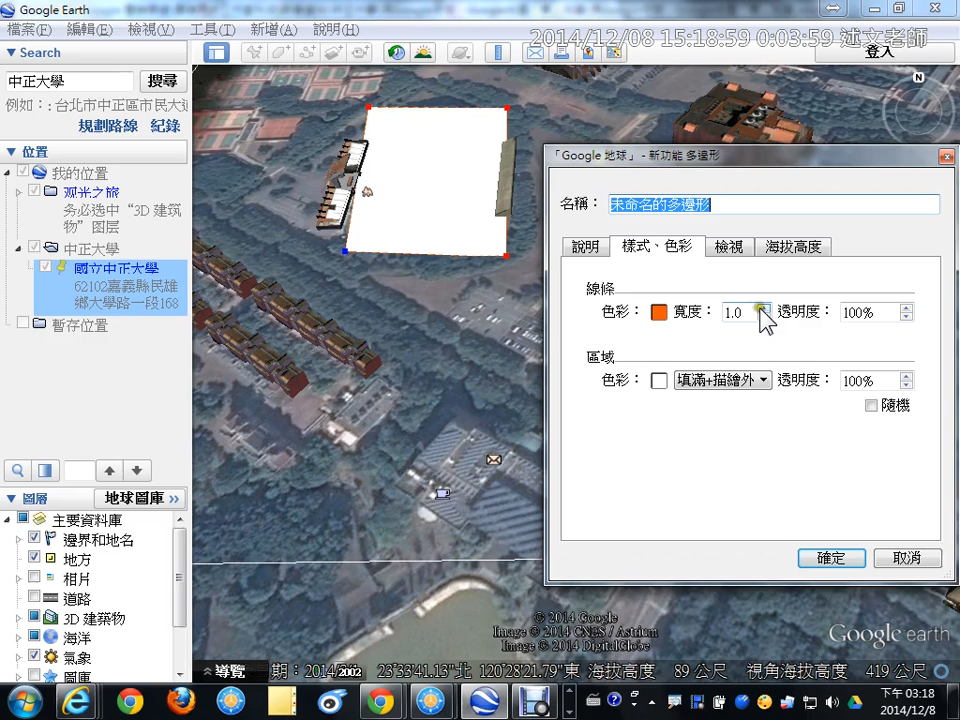 Google Earth
檔案(F) 編輯(E) 檢視(V) 工具(T) 新增(A) 說明(H)
2014/12/08 15:18:59 0:03:59 述文老師
登入
Search
中正大學 搜尋
例如：: 台北市中正區市民大道
規劃路線 紀錄
位置
我的位置
观光之旅
务必选中“3D 建筑
物”图层
中正大學
國立中正大學
62102嘉義縣民雄
鄉大學路一段168
暫存位置
圖層 地球圖庫 >>
主要資料庫
邊界和地名
地方
相片
道路
3D 建築物
海洋
氣象
圖庫
N
「Google 地球」 - 新功能 多邊形
名稱： 未命名的多邊形
說明 樣式、色彩 檢視 海拔高度
線條
色彩： 寬度： 1.0 透明度： 100%
區域
色彩： 填滿+描繪外 透明度： 100%
隨機
確定 取消
© 2014 Google
Image © 2014 CNES / Astrium
Image © 2014 DigitalGlobe
Google earth
導覽 2002 23°33'41.13"北 120°28'21.79"東 海拔高度 89 公尺 視角海拔高度 419 公尺
下午 03:18
2014/12/8